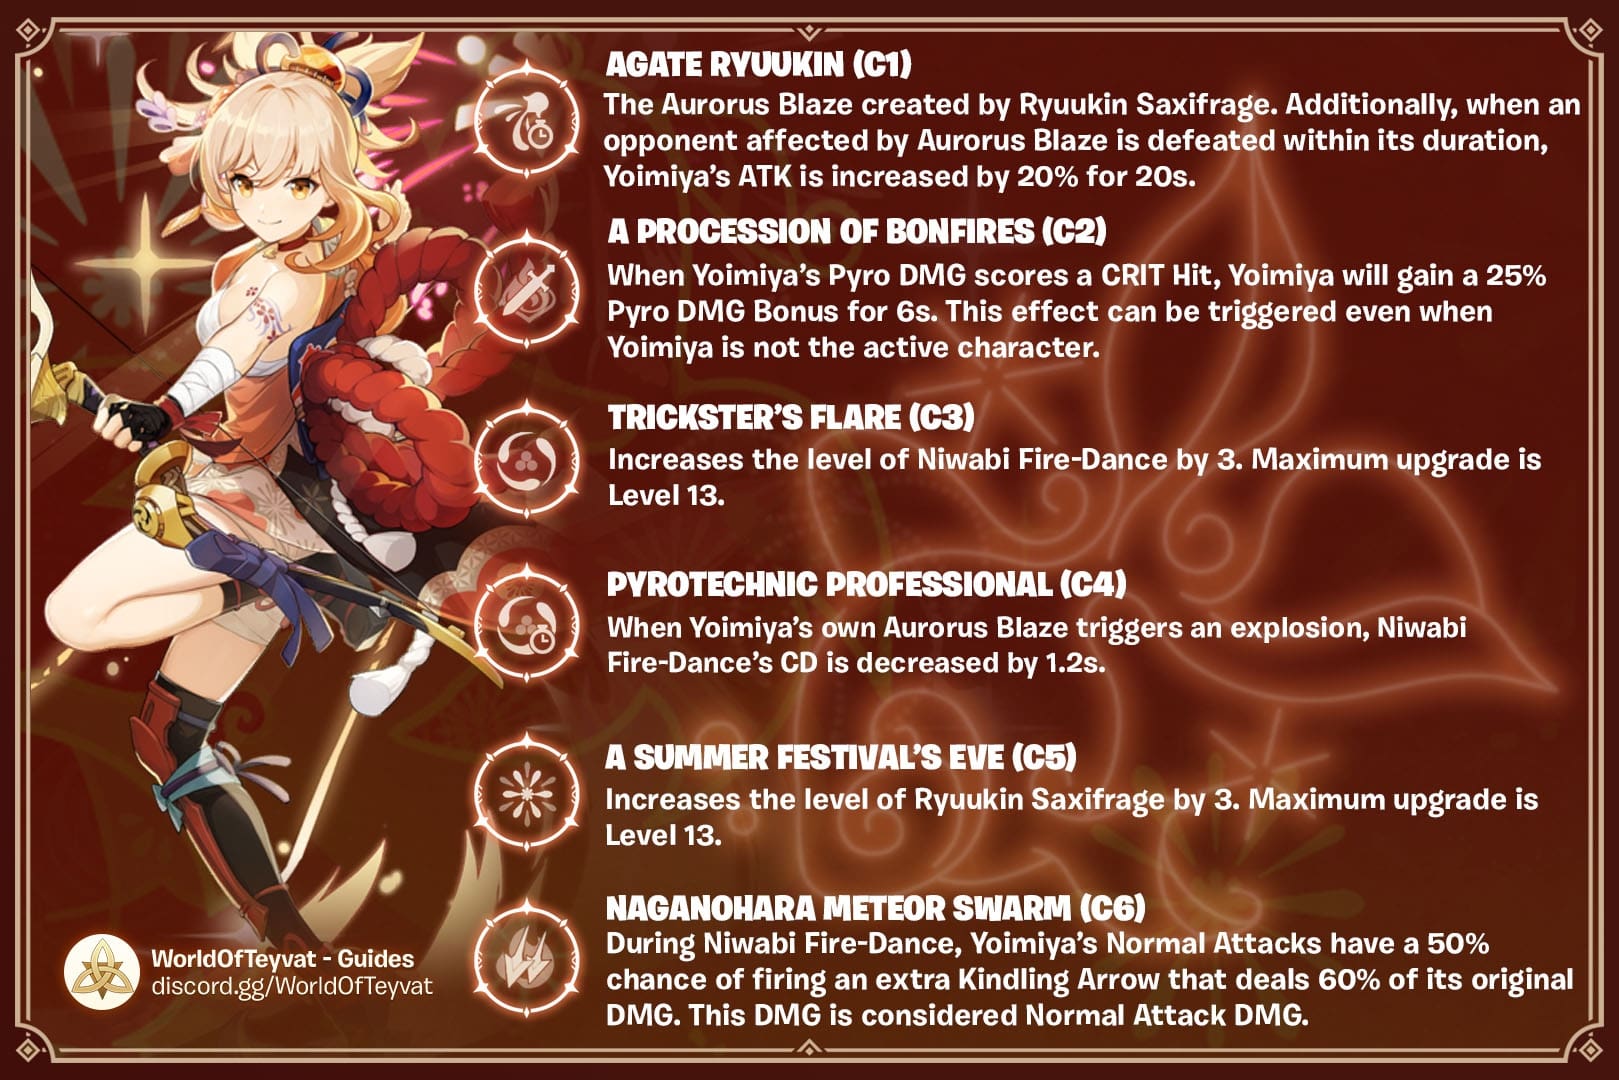 AGATE RYUUKIN (C1)
The Aurorus Blaze created by Ryuukin Saxifrage. Additionally, when an
opponent affected by Aurorus Blaze is defeated within its duration,
Yoimiya's ATK is increased by 20% for 20s.
A PROCESSION OF BONFIRES (C2)
When Yoimiya's Pyro DMG scores a CRIT Hit, Yoimiya will gain a 25%
Pyro DMG Bonus for 6s. This effect can be triggered even when
Yoimiya is not the active character.
TRICKSTER'S FLARE (C3)
Increases the level of Niwabi Fire-Dance by 3. Maximum upgrade is
Level 13.
PYROTECHNIC PROFESSIONAL (C4)
When Yoimiya's own Aurorus Blaze triggers an explosion, Niwabi
Fire-Dance's CD is decreased by 1.2s.
A SUMMER FESTIVAL'S EVE (C5)
Increases the level of Ryuukin Saxifrage by 3. Maximum upgrade is
Level 13.
NAGANOHARA METEOR SWARM (C6)
During Niwabi Fire-Dance, Yoimiya's Normal Attacks have a 50%
chance of firing an extra Kindling Arrow that deals 60% of its original
DMG. This DMG is considered Normal Attack DMG.
WorldOfTeyvat - Guides
discord.gg/WorldOfTeyvat